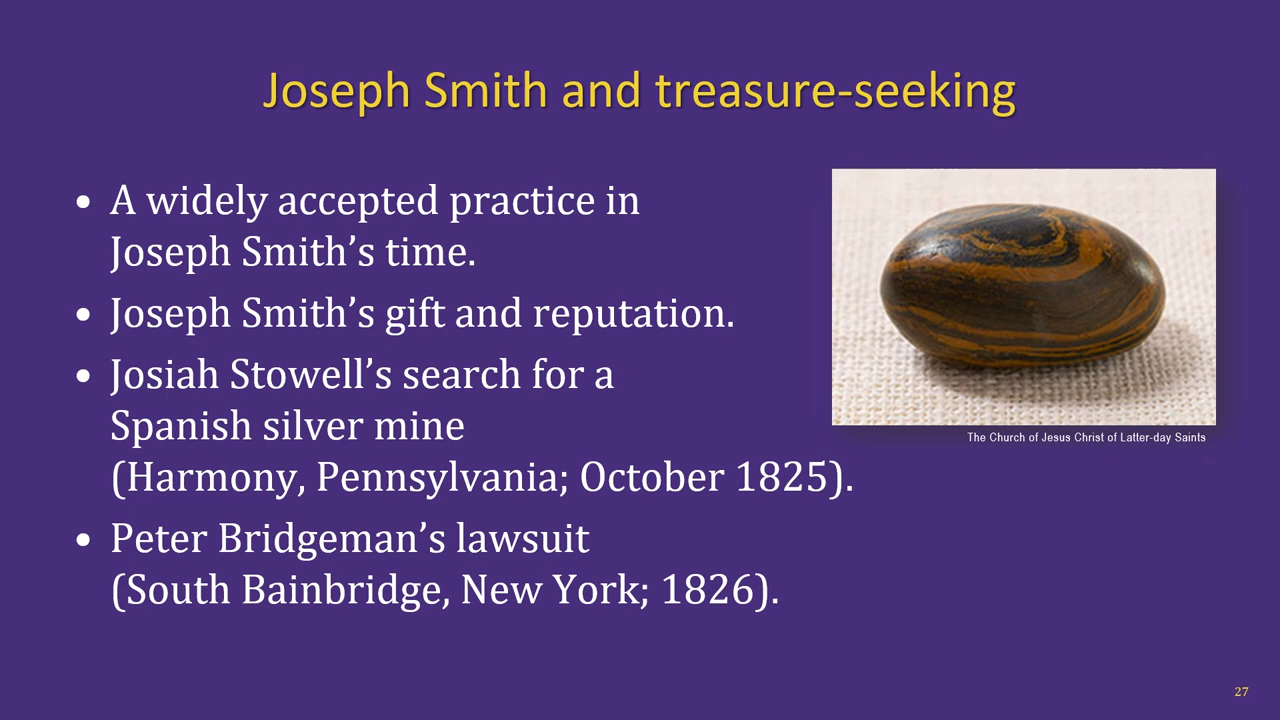 Joseph Smith and treasure-seeking
• A widely accepted practice in
Joseph Smith’s time.
• Joseph Smith’s gift and reputation.
• Josiah Stowell’s search for a
Spanish silver mine
(Harmony, Pennsylvania; October 1825).
• Peter Bridgeman’s lawsuit
(South Bainbridge, New York; 1826).
The Church of Jesus Christ of Latter-day Saints
27